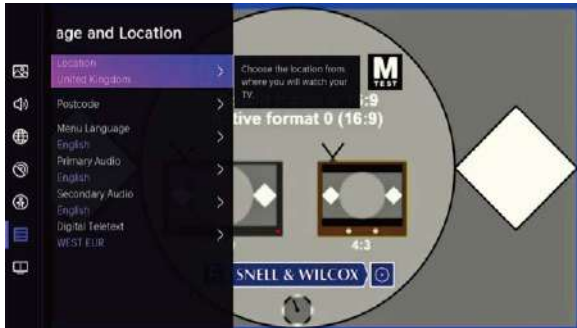 age and Location
Location
United Kingdom
Choose the location from
where you will watch your
TV.
Postcode
Menu Language
English
Primary Audio
English
Secondary Audio
English
Digital Teletext
WEST EUR
M
TEST
:9
tive format 0 (16:9)
4:3
SNELL & WILCOX